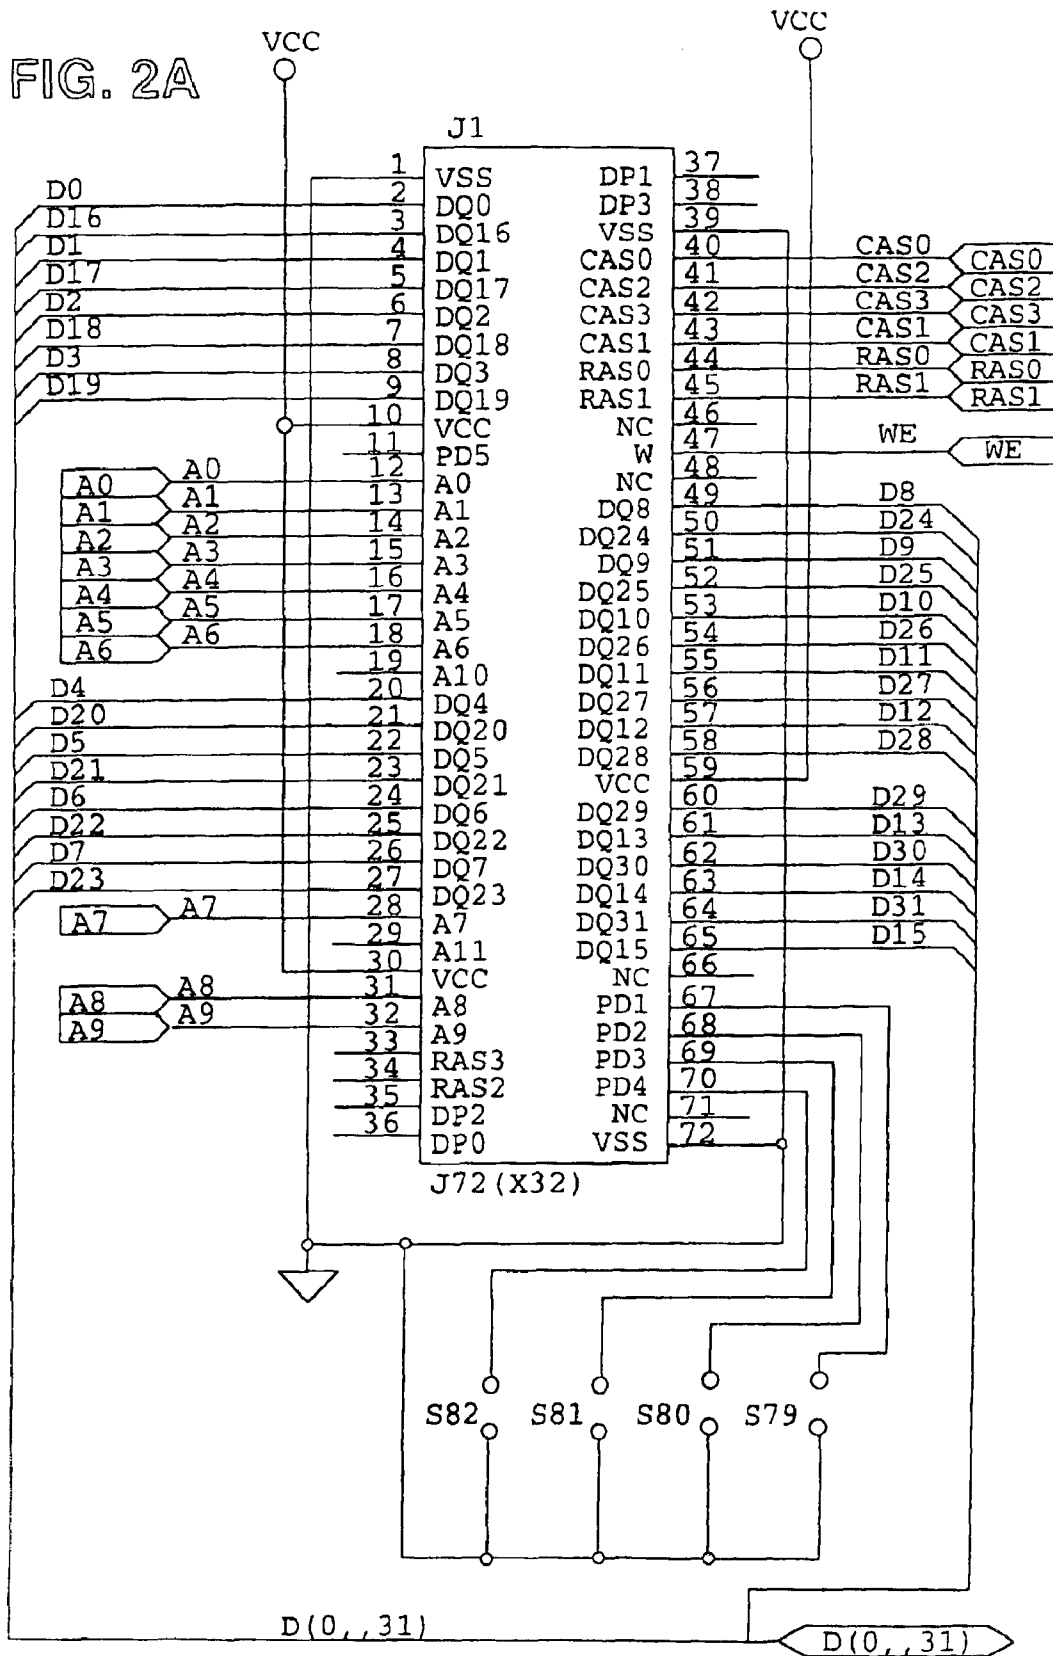 FIG. 2A
VCC
VCC
J1
1 VSS DP1 37
D0 2 DQ0 DP3 38
D16 3 DQ16 VSS 39
D1 4 DQ1 CAS0 40 CAS0 CAS0
D17 5 DQ17 CAS2 41 CAS2 CAS2
D2 6 DQ2 CAS3 42 CAS3 CAS3
D18 7 DQ18 CAS1 43 CAS1 CAS1
D3 8 DQ3 RAS0 44 RAS0 RAS0
D19 9 DQ19 RAS1 45 RAS1 RAS1
10 VCC NC 46
11 PD5 W 47 WE WE
A0 A0 12 A0 NC 48
A1 A1 13 A1 DQ8 49 D8
A2 A2 14 A2 DQ24 50 D24
A3 A3 15 A3 DQ9 51 D9
A4 A4 16 A4 DQ25 52 D25
A5 A5 17 A5 DQ10 53 D10
A6 A6 18 A6 DQ26 54 D26
19 A10 DQ11 55 D11
D4 20 DQ4 DQ27 56 D27
D20 21 DQ20 DQ12 57 D12
D5 22 DQ5 DQ28 58 D28
D21 23 DQ21 VCC 59
D6 24 DQ6 DQ29 60 D29
D22 25 DQ22 DQ13 61 D13
D7 26 DQ7 DQ30 62 D30
D23 27 DQ23 DQ14 63 D14
A7 A7 28 A7 DQ31 64 D31
29 A11 DQ15 65 D15
30 VCC NC 66
A8 A8 31 A8 PD1 67
A9 A9 32 A9 PD2 68
33 RAS3 PD3 69
34 RAS2 PD4 70
35 DP2 NC 71
36 DP0 VSS 72
J72(X32)
S82 S81 S80 S79
D(0,,31) D(0,,31)